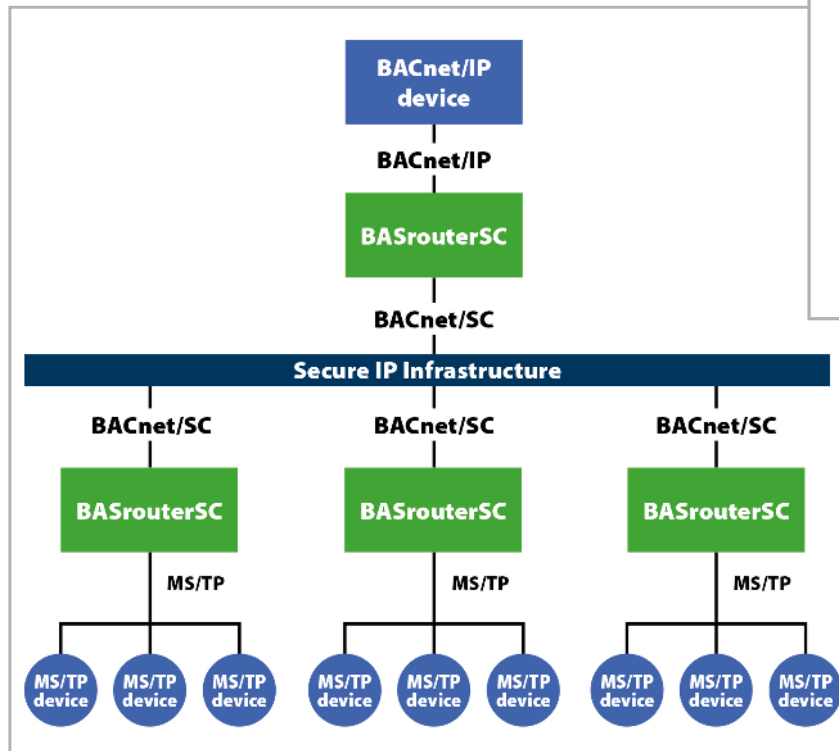 BACnet/IP
device
BACnet/IP
BASrouterSC
BACnet/SC
Secure IP Infrastructure
BACnet/SC BACnet/SC BACnet/SC
BASrouterSC BASrouterSC BASrouterSC
MS/TP MS/TP MS/TP
MS/TP MS/TP MS/TP MS/TP MS/TP MS/TP MS/TP MS/TP MS/TP
device device device device device device device device device